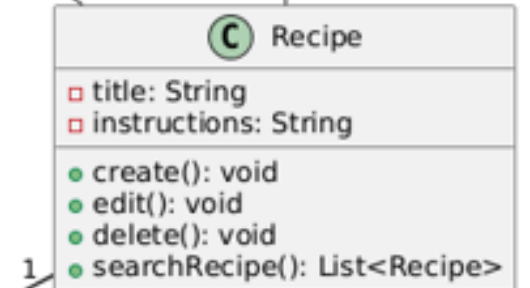 C Recipe
title: String
instructions: String
create(): void
edit(): void
delete(): void
1
searchRecipe(): List<Recipe>